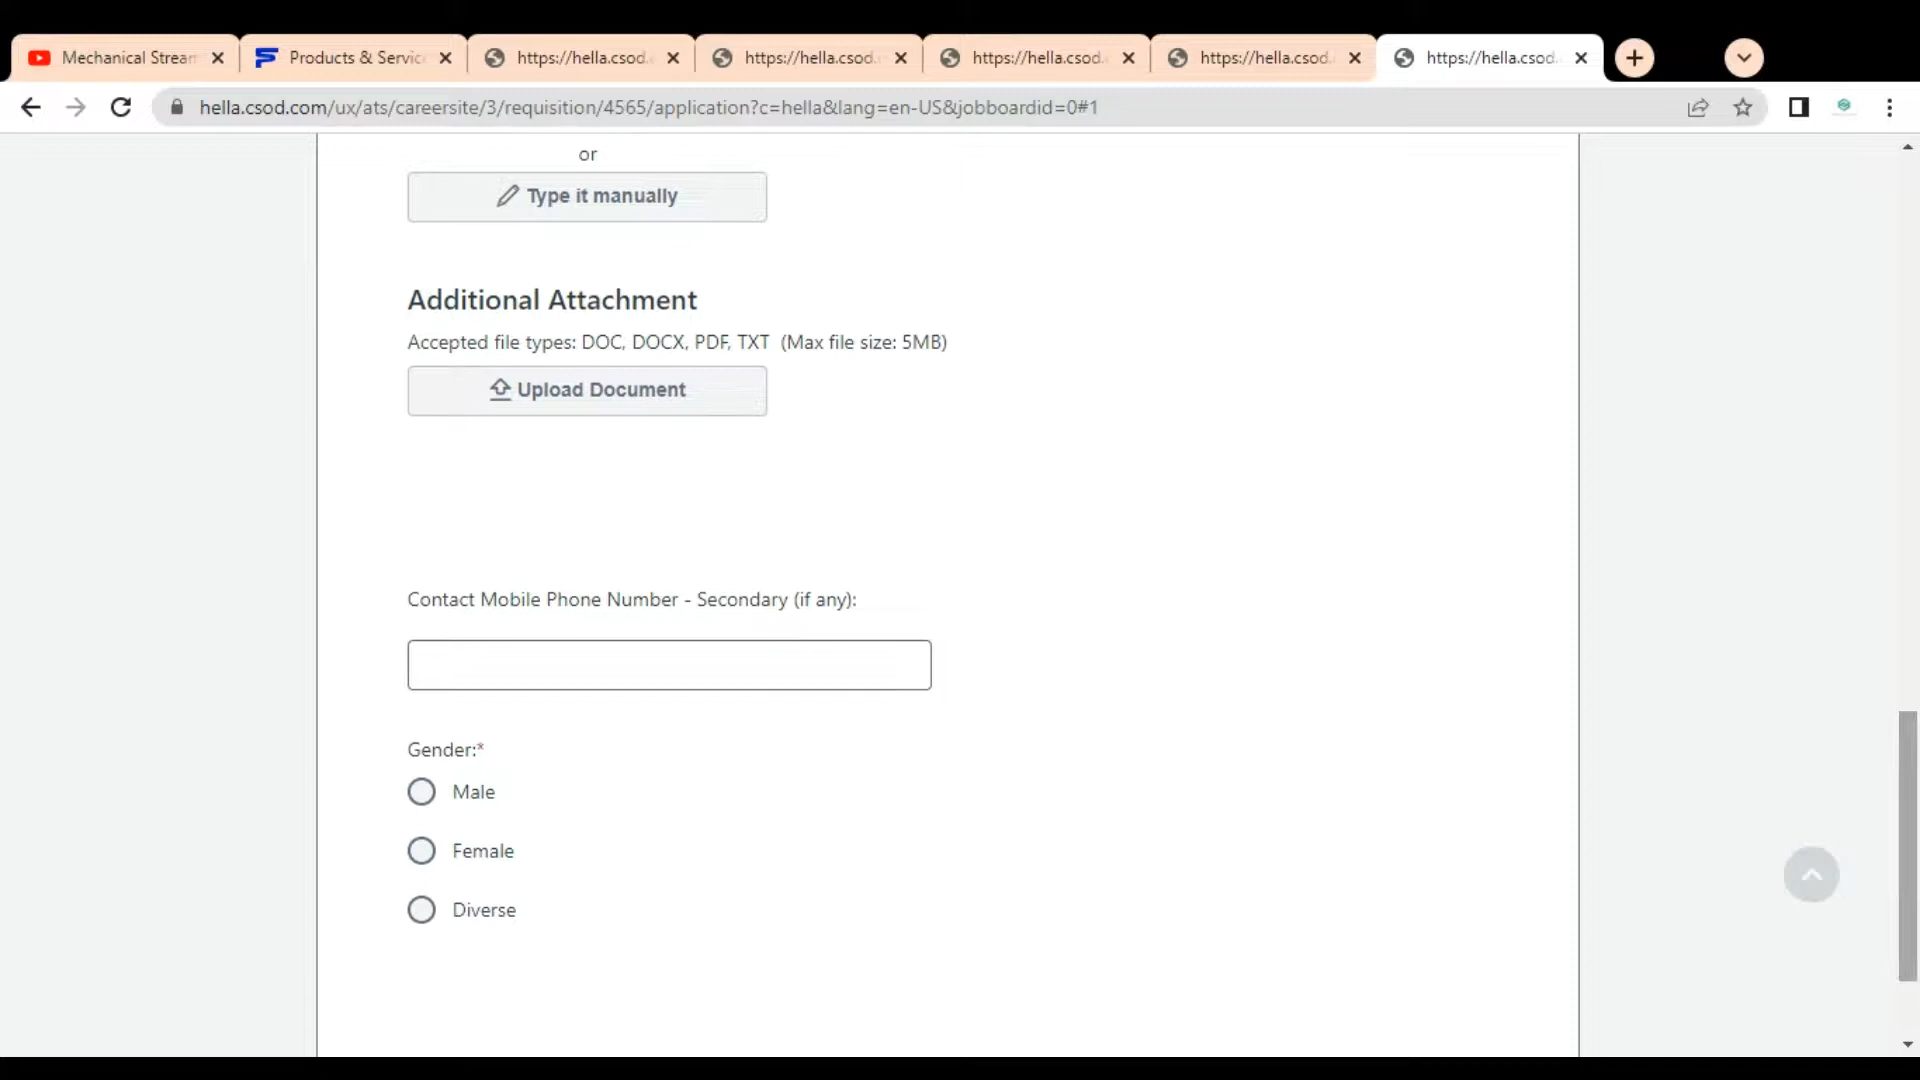 Mechanical Stream
Products & Servic
https://hella.csod.
https://hella.csod.
https://hella.csod.
https://hella.csod.
https://hella.csod.
hella.csod.com/ux/ats/careersite/3/requisition/4565/application?c=hella&lang=en-US&jobboardid=0#1
or
Type it manually
Additional Attachment
Accepted file types: DOC, DOCX, PDF, TXT (Max file size: 5MB)
Upload Document
Contact Mobile Phone Number - Secondary (if any):
Gender:*
Male
Female
Diverse